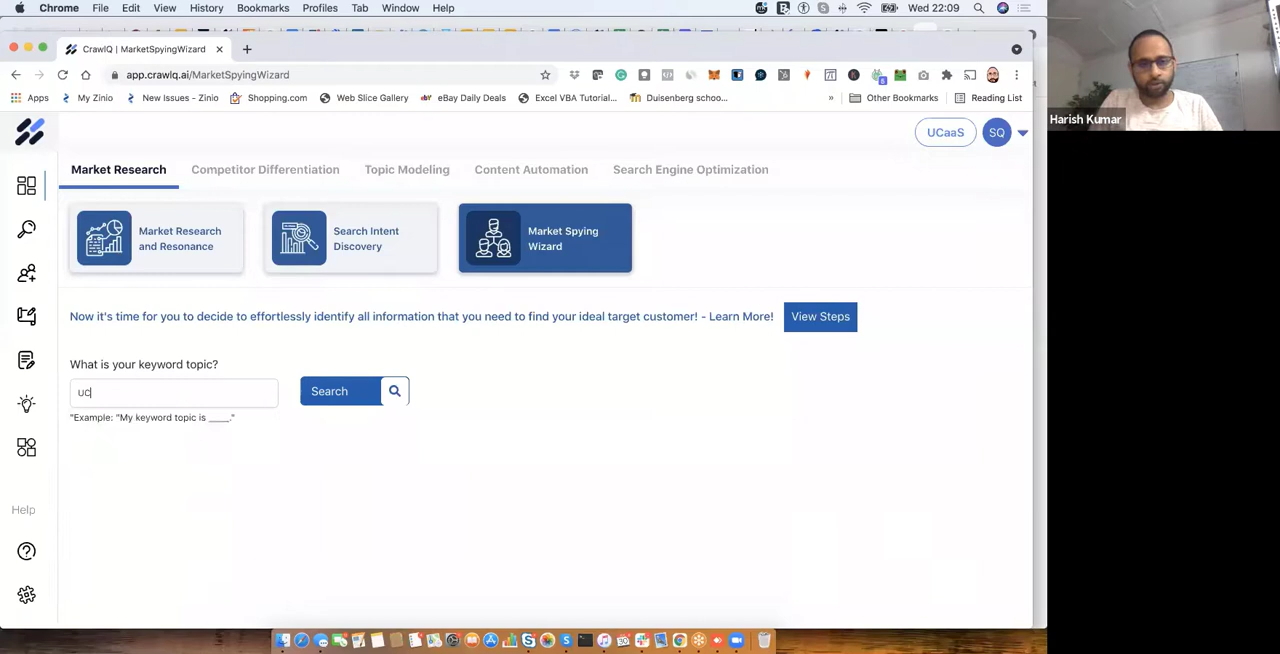 Chrome File Edit View History Bookmarks Profiles Tab Window Help
Wed 22:09
CrawlQ | MarketSpyingWizard
app.crawlq.ai/MarketSpyingWizard
Apps My Zinio New Issues - Zinio Shopping.com Web Slice Gallery eBay Daily Deals Excel VBA Tutorial... Duisenberg schoo... » Other Bookmarks Reading List
Harish Kumar
UCaaS SQ
Market Research Competitor Differentiation Topic Modeling Content Automation Search Engine Optimization
Market Research
and Resonance
Search Intent
Discovery
Market Spying
Wizard
Now it's time for you to decide to effortlessly identify all information that you need to find your ideal target customer! - Learn More! View Steps
What is your keyword topic?
UC
Search
"Example: "My keyword topic is ____."
Help